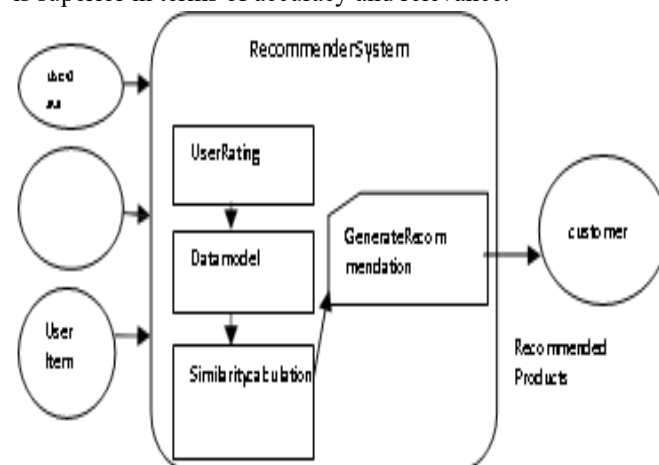 is superior in terms of accuracy and relevance.
RecommenderSystem
UserRating
Datamodel
Similaritycalculation
GenerateRecom
mendation
customer
User
Item
Recommended
Products